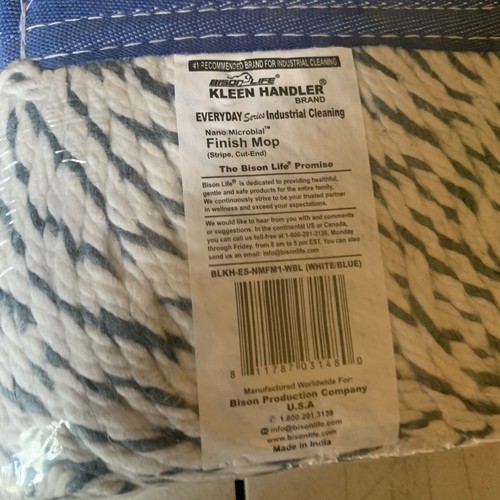 #1 RECOMMENDED BRAND FOR INDUSTRIAL CLEANING
BISON LIFE®
KLEEN HANDLER®
BRAND
EVERYDAY Series Industrial Cleaning
Nano Microbial™
Finish Mop
(Stripe, Cut-End)
The Bison Life® Promise
Bison Life® is dedicated to providing healthful,
gentle and safe products for the entire family.
We continuously strive to be your trusted partner
in wellness and exceed your expectations.
We would like to hear from you with and comments
or suggestions. In the continental US or Canada,
you can call us toll-free at 1-800-201-3139, Monday
through Friday, from 8 am to 5 pm EST. You can also
send us an email: info@bisonlife.com
BLKH-ES-NMFM1-WBL (WHITE/BLUE)
8 11787 03148 0
Manufactured Worldwide For:
Bison Production Company
U.S.A
1.800.201.3139
info@bisonlife.com
www.bisonlife.com
Made in India